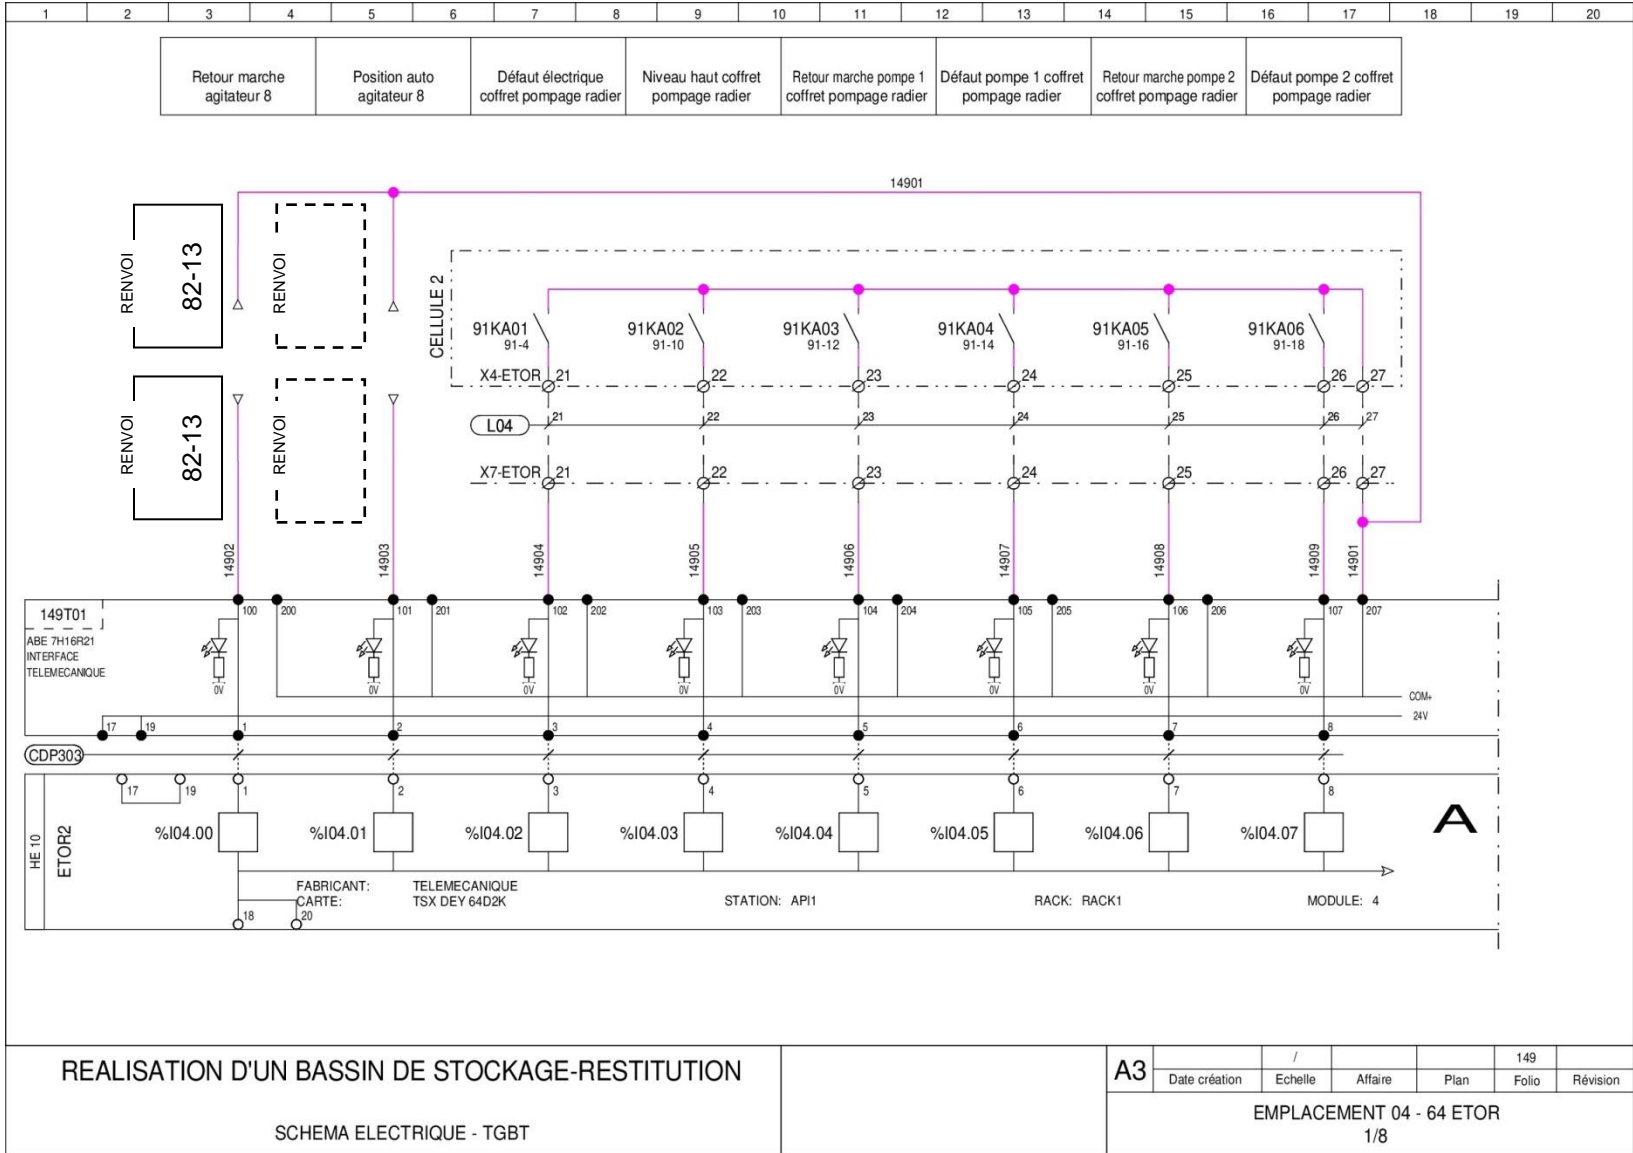 1 2 3 4 5 6 7 8 9 10 11 12 13 14 15 16 17 18 19 20
Retour marche
agitateur 8
Position auto
agitateur 8
Défaut électrique
coffret pompage radier
Niveau haut coffret
pompage radier
Retour marche pompe 1
coffret pompage radier
Défaut pompe 1 coffret
pompage radier
Retour marche pompe 2
coffret pompage radier
Défaut pompe 2 coffret
pompage radier
14901
RENVOI
82-13
RENVOI
CELLULE 2
91KA01 91KA02 91KA03 91KA04 91KA05 91KA06
91-4 91-10 91-12 91-14 91-16 91-18
X4-ETOR 21 22 23 24 25 26 27
RENVOI
82-13
RENVOI
L04 21 22 23 24 25 26 27
X7-ETOR 21 22 23 24 25 26 27
14902 14903 14904 14905 14906 14907 14908 14909 14901
149T01
100 200 101 201 102 202 103 203 104 204 105 205 106 206 107 207
ABE 7H16R21
INTERFACE
TELEMECANIQUE
0V 0V 0V 0V 0V 0V 0V 0V
COM+
24V
17 19 1 2 3 4 5 6 7 8
CDP303
17 19 1 2 3 4 5 6 7 8
HE 10
ETOR2
%I04.00 %I04.01 %I04.02 %I04.03 %I04.04 %I04.05 %I04.06 %I04.07
A
FABRICANT: TELEMECANIQUE
CARTE: TSX DEY 64D2K STATION: API1 RACK: RACK1 MODULE: 4
18 20
REALISATION D'UN BASSIN DE STOCKAGE-RESTITUTION
SCHEMA ELECTRIQUE - TGBT
A3
/ 149
Date création Echelle Affaire Plan Folio Révision
EMPLACEMENT 04 - 64 ETOR
1/8